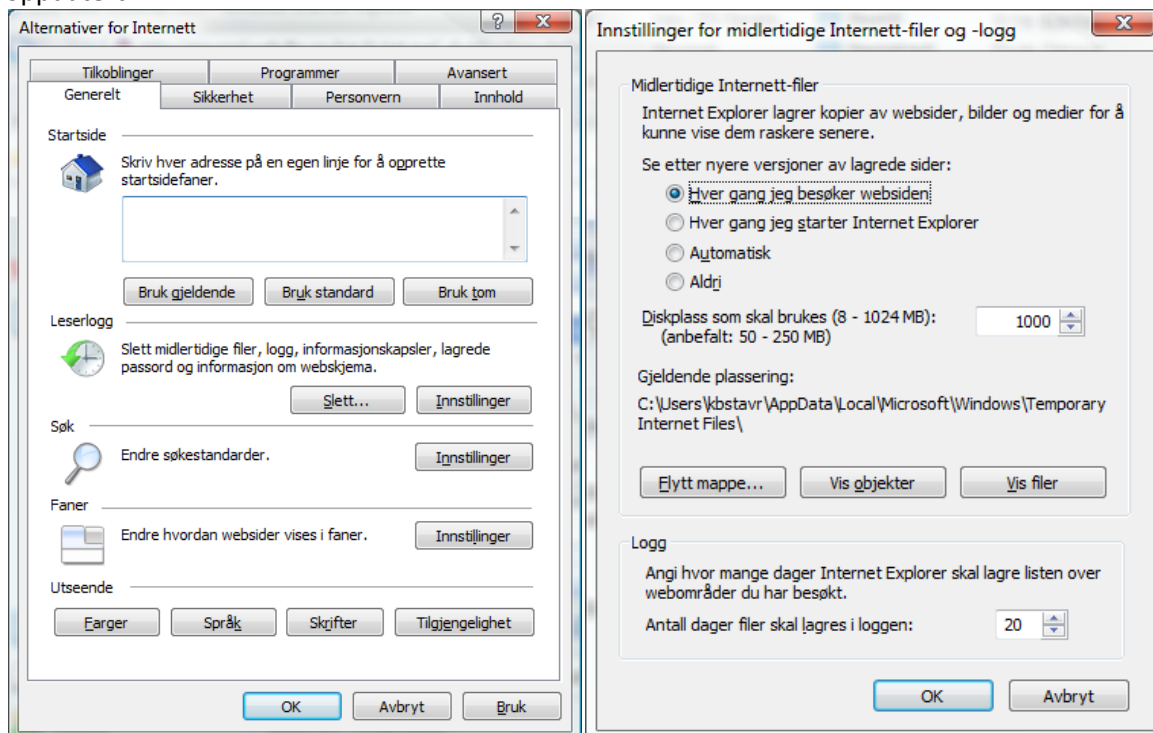 Alternativer for Internett
Tilkoblinger Programmer Avansert
Generelt Sikkerhet Personvern Innhold
Startside
Skriv hver adresse på en egen linje for å opprette
startsidefaner.
Bruk gjeldende Bruk standard Bruk tom
Leserlogg
Slett midlertidige filer, logg, informasjonskapsler, lagrede
passord og informasjon om webskjema.
Slett... Innstillinger
Søk
Endre søkestandarder.
Innstillinger
Faner
Endre hvordan websider vises i faner.
Innstillinger
Utseende
Farger Språk Skrifter Tilgjengelighet
OK Avbryt Bruk
Innstillinger for midlertidige Internett-filer og -logg
Midlertidige Internett-filer
Internet Explorer lagrer kopier av websider, bilder og medier for å
kunne vise dem raskere senere.
Se etter nyere versjoner av lagrede sider:
Hver gang jeg besøker websiden
Hver gang jeg starter Internet Explorer
Automatisk
Aldri
Diskplass som skal brukes (8 - 1024 MB): 1000
(anbefalt: 50 - 250 MB)
Gjeldende plassering:
C:\Users\kbstavr\AppData\Local\Microsoft\Windows\Temporary
Internet Files\
Flytt mappe... Vis objekter Vis filer
Logg
Angi hvor mange dager Internet Explorer skal lagre listen over
webområder du har besøkt.
Antall dager filer skal lagres i loggen: 20
OK Avbryt